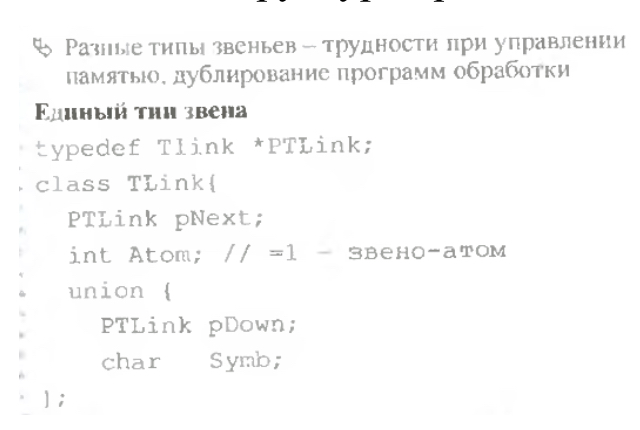 Разные типы звеньев – трудности при управлении
памятью, дублирование программ обработки
Единый тип звена
typedef Tlink *PTLink;
class TLink{
PTLink pNext;
int Atom; // =1 – звено-атом
union {
PTLink pDown;
char Symb;
};